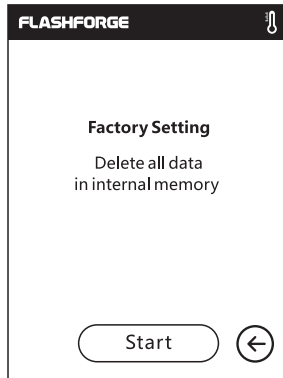 FLASHFORGE
Factory Setting
Delete all data
in internal memory
Start